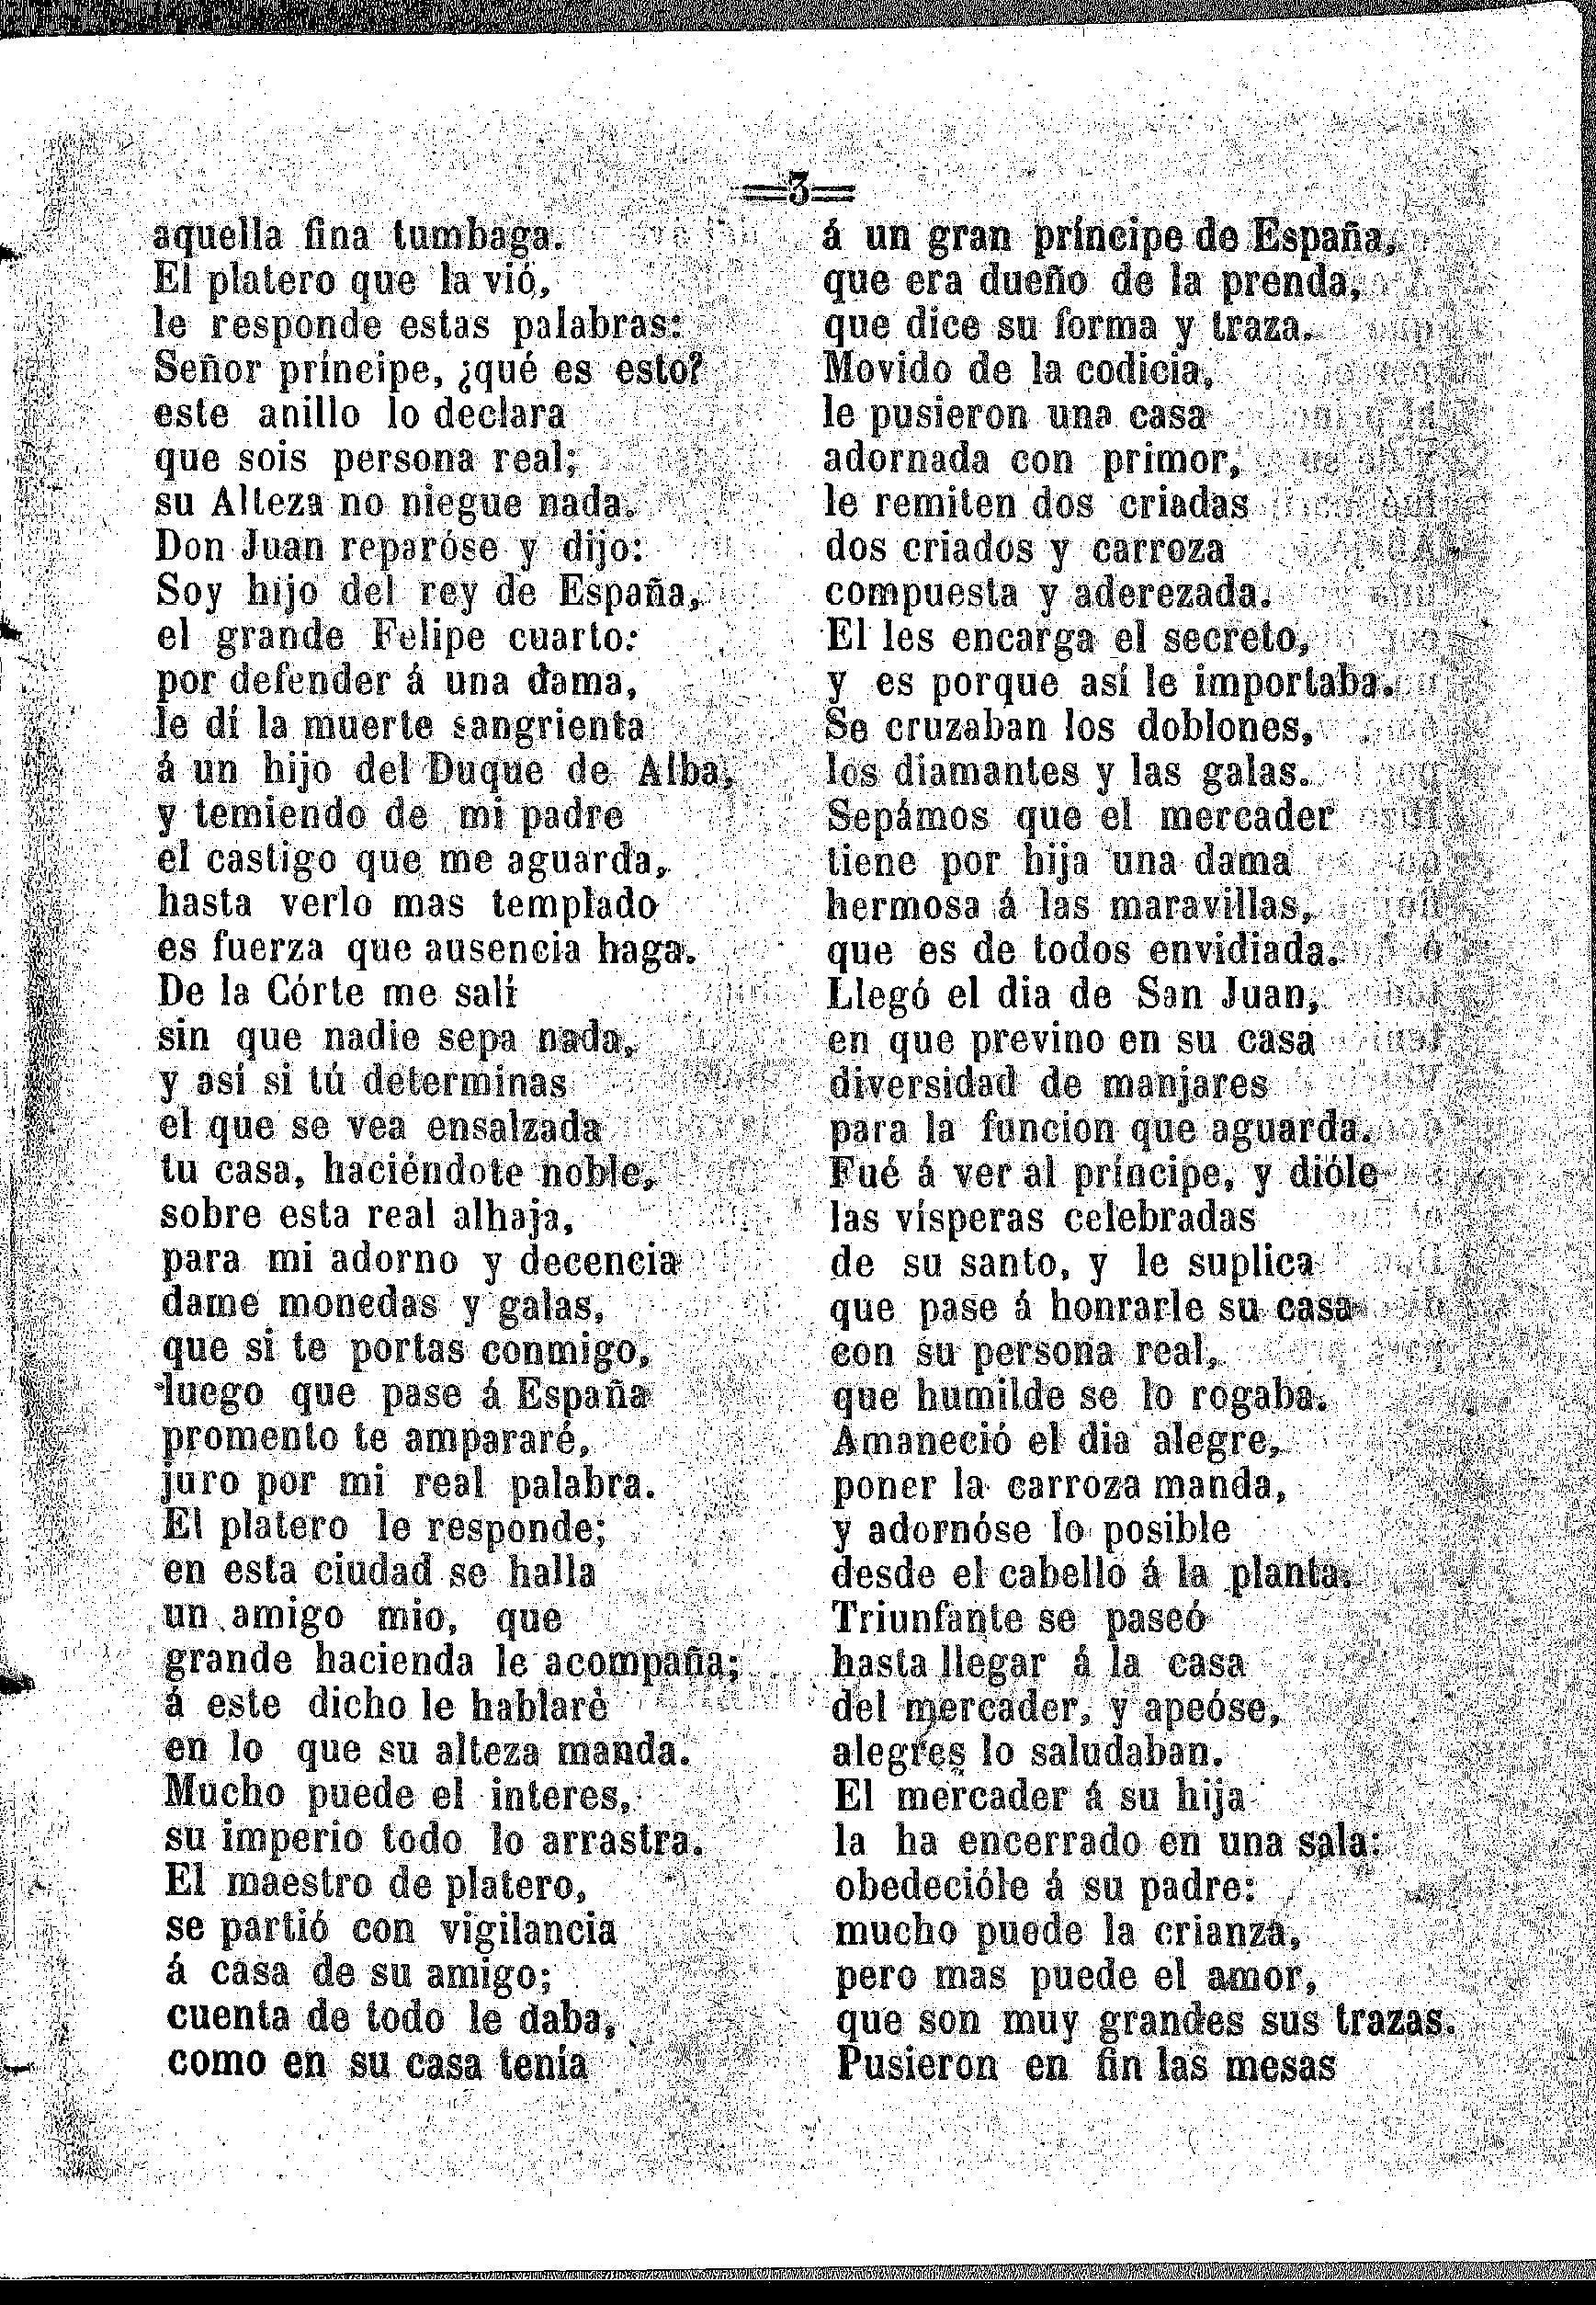 =3=
aquella fina tumbaga.
El platero que la vió,
le responde estas palabras:
Señor príncipe, ¿qué es esto?
este anillo lo declara
que sois persona real;
su Alteza no niegue nada.
Don Juan reparóse y dijo:
Soy hijo del rey de España,
el grande Felipe cuarto:
por defender á una dama,
le dí la muerte sangrienta
á un hijo del Duque de Alba,
y temiendo de mi padre
el castigo que me aguarda,
hasta verlo mas templado
es fuerza que ausencia haga.
De la Córte me salí
sin que nadie sepa nada,
y así si tú determinas
el que se vea ensalzada
tu casa, haciéndote noble,
sobre esta real alhaja,
para mi adorno y decencia
dame monedas y galas,
que si te portas conmigo,
luego que pase á España
promento te ampararé,
juro por mi real palabra.
El platero le responde;
en esta ciudad se halla
un amigo mio, que
grande hacienda le acompaña;
á este dicho le hablarè
en lo que su alteza manda.
Mucho puede el interes,
su imperio todo lo arrastra.
El maestro de platero,
se partió con vigilancia
á casa de su amigo;
cuenta de todo le daba,
como en su casa tenía
á un gran príncipe de España,
que era dueño de la prenda,
que dice su forma y traza.
Movido de la codicia,
le pusieron una casa
adornada con primor,
le remiten dos criadas
dos criados y carroza
compuesta y aderezada.
El les encarga el secreto,
y es porque así le importaba.
Se cruzaban los doblones,
los diamantes y las galas.
Sepámos que el mercader
tiene por hija una dama
hermosa á las maravillas,
que es de todos envidiada.
Llegó el dia de San Juan,
en que previno en su casa
diversidad de manjares
para la funcion que aguarda.
Fué á ver al príncipe, y dióle
las vísperas celebradas
de su santo, y le suplica
que pase á honrarle su casa
con su persona real,
que humilde se lo rogaba.
Amaneció el dia alegre,
poner la carroza manda,
y adornóse lo posible
desde el cabello á la planta.
Triunfante se paseó
hasta llegar á la casa
del mercader, y apeóse,
alegres lo saludaban.
El mercader á su hija
la ha encerrado en una sala:
obedecióle á su padre:
mucho puede la crianza,
pero mas puede el amor,
que son muy grandes sus trazas.
Pusieron en fin las mesas